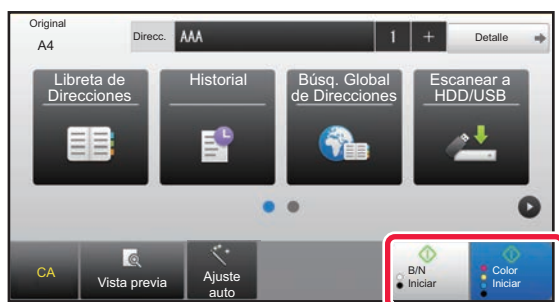 Original
A4
Direcc.
AAA
1
+
Detalle
Libreta de
Direcciones
Historial
Búsq. Global
de Direcciones
Escanear a
HDD/USB
CA
Vista previa
Ajuste
auto
B/N
Iniciar
Color
Iniciar